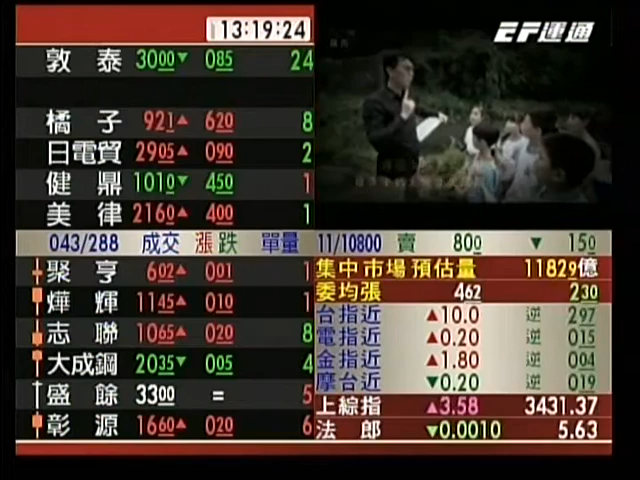 13:19:24
EF運通
敦泰 3000▼ 085 24
橘子 921▲ 620 8
日電貿 2905▲ 090 2
健鼎 1010▼ 450 1
美律 2160▲ 400 1
043/288 成交 漲跌 單量
11/10800 賣 800 ▼ 150
聚亨 602▲ 001 1
燁輝 1145▲ 010 1
志聯 1065▲ 020 8
大成鋼 2035▼ 005 4
盛餘 3300 = 5
彰源 1660▲ 020 6
集中市場預估量 11829億
委均張 462 230
台指近 ▲10.0 逆 297
電指近 ▲0.20 逆 015
金指近 ▲1.80 逆 004
摩台近 ▼0.20 逆 019
上綜指 ▲3.58 3431.37
法郎 ▼0.0010 5.63